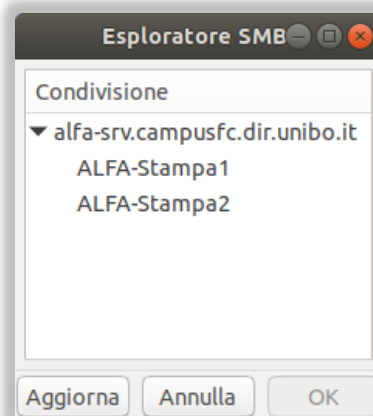 Esploratore SMB
Condivisione
alfa-srv.campusfc.dir.unibo.it
ALFA-Stampa1
ALFA-Stampa2
Aggiorna Annulla OK